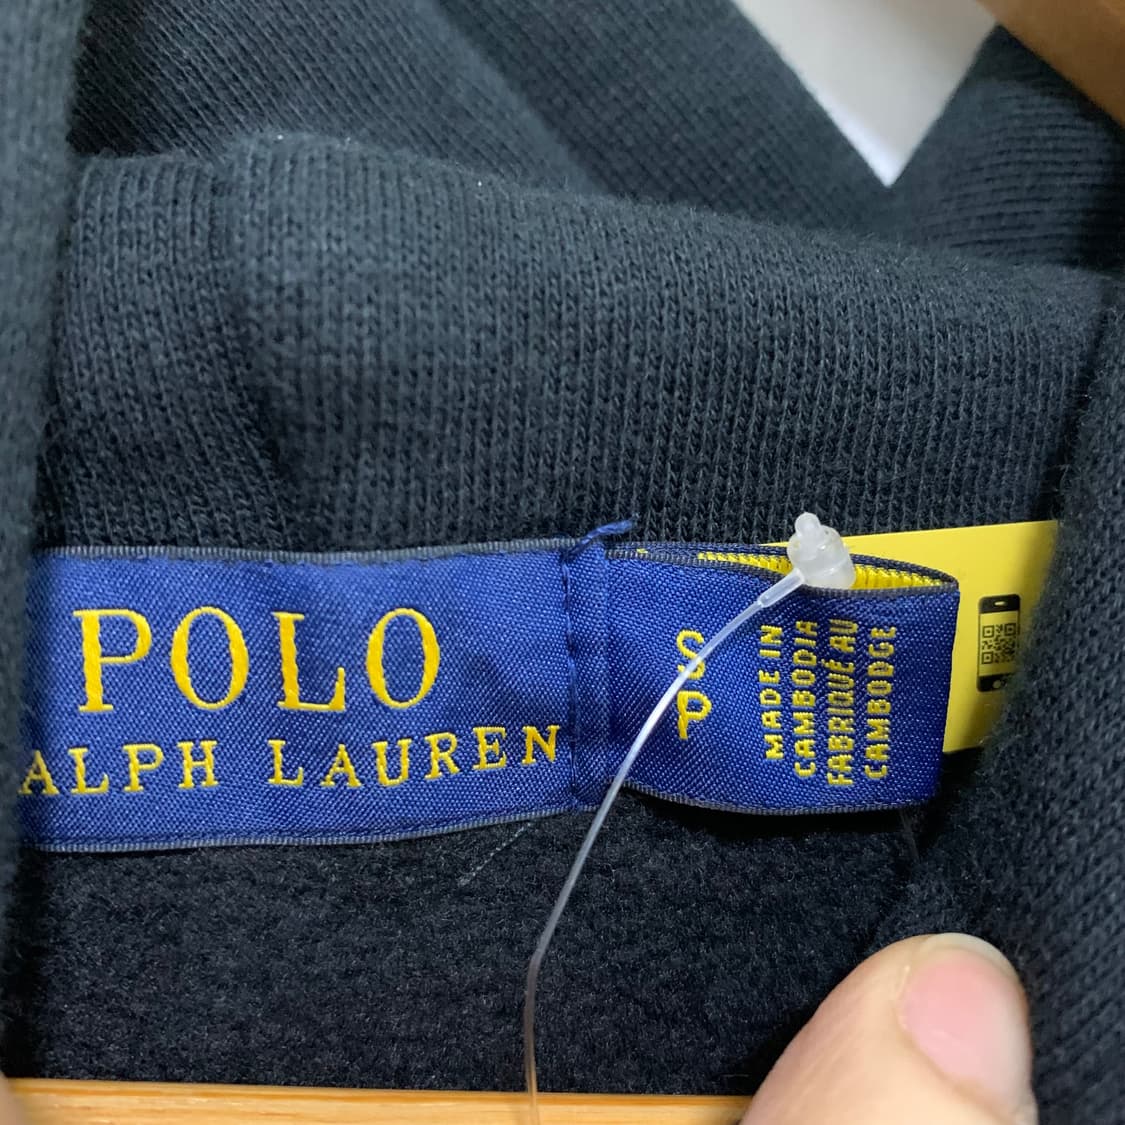 POLO
ALPH LAUREN
S
P
MADE IN
CAMBODIA
FABRIQUÉ AU
CAMBODGE